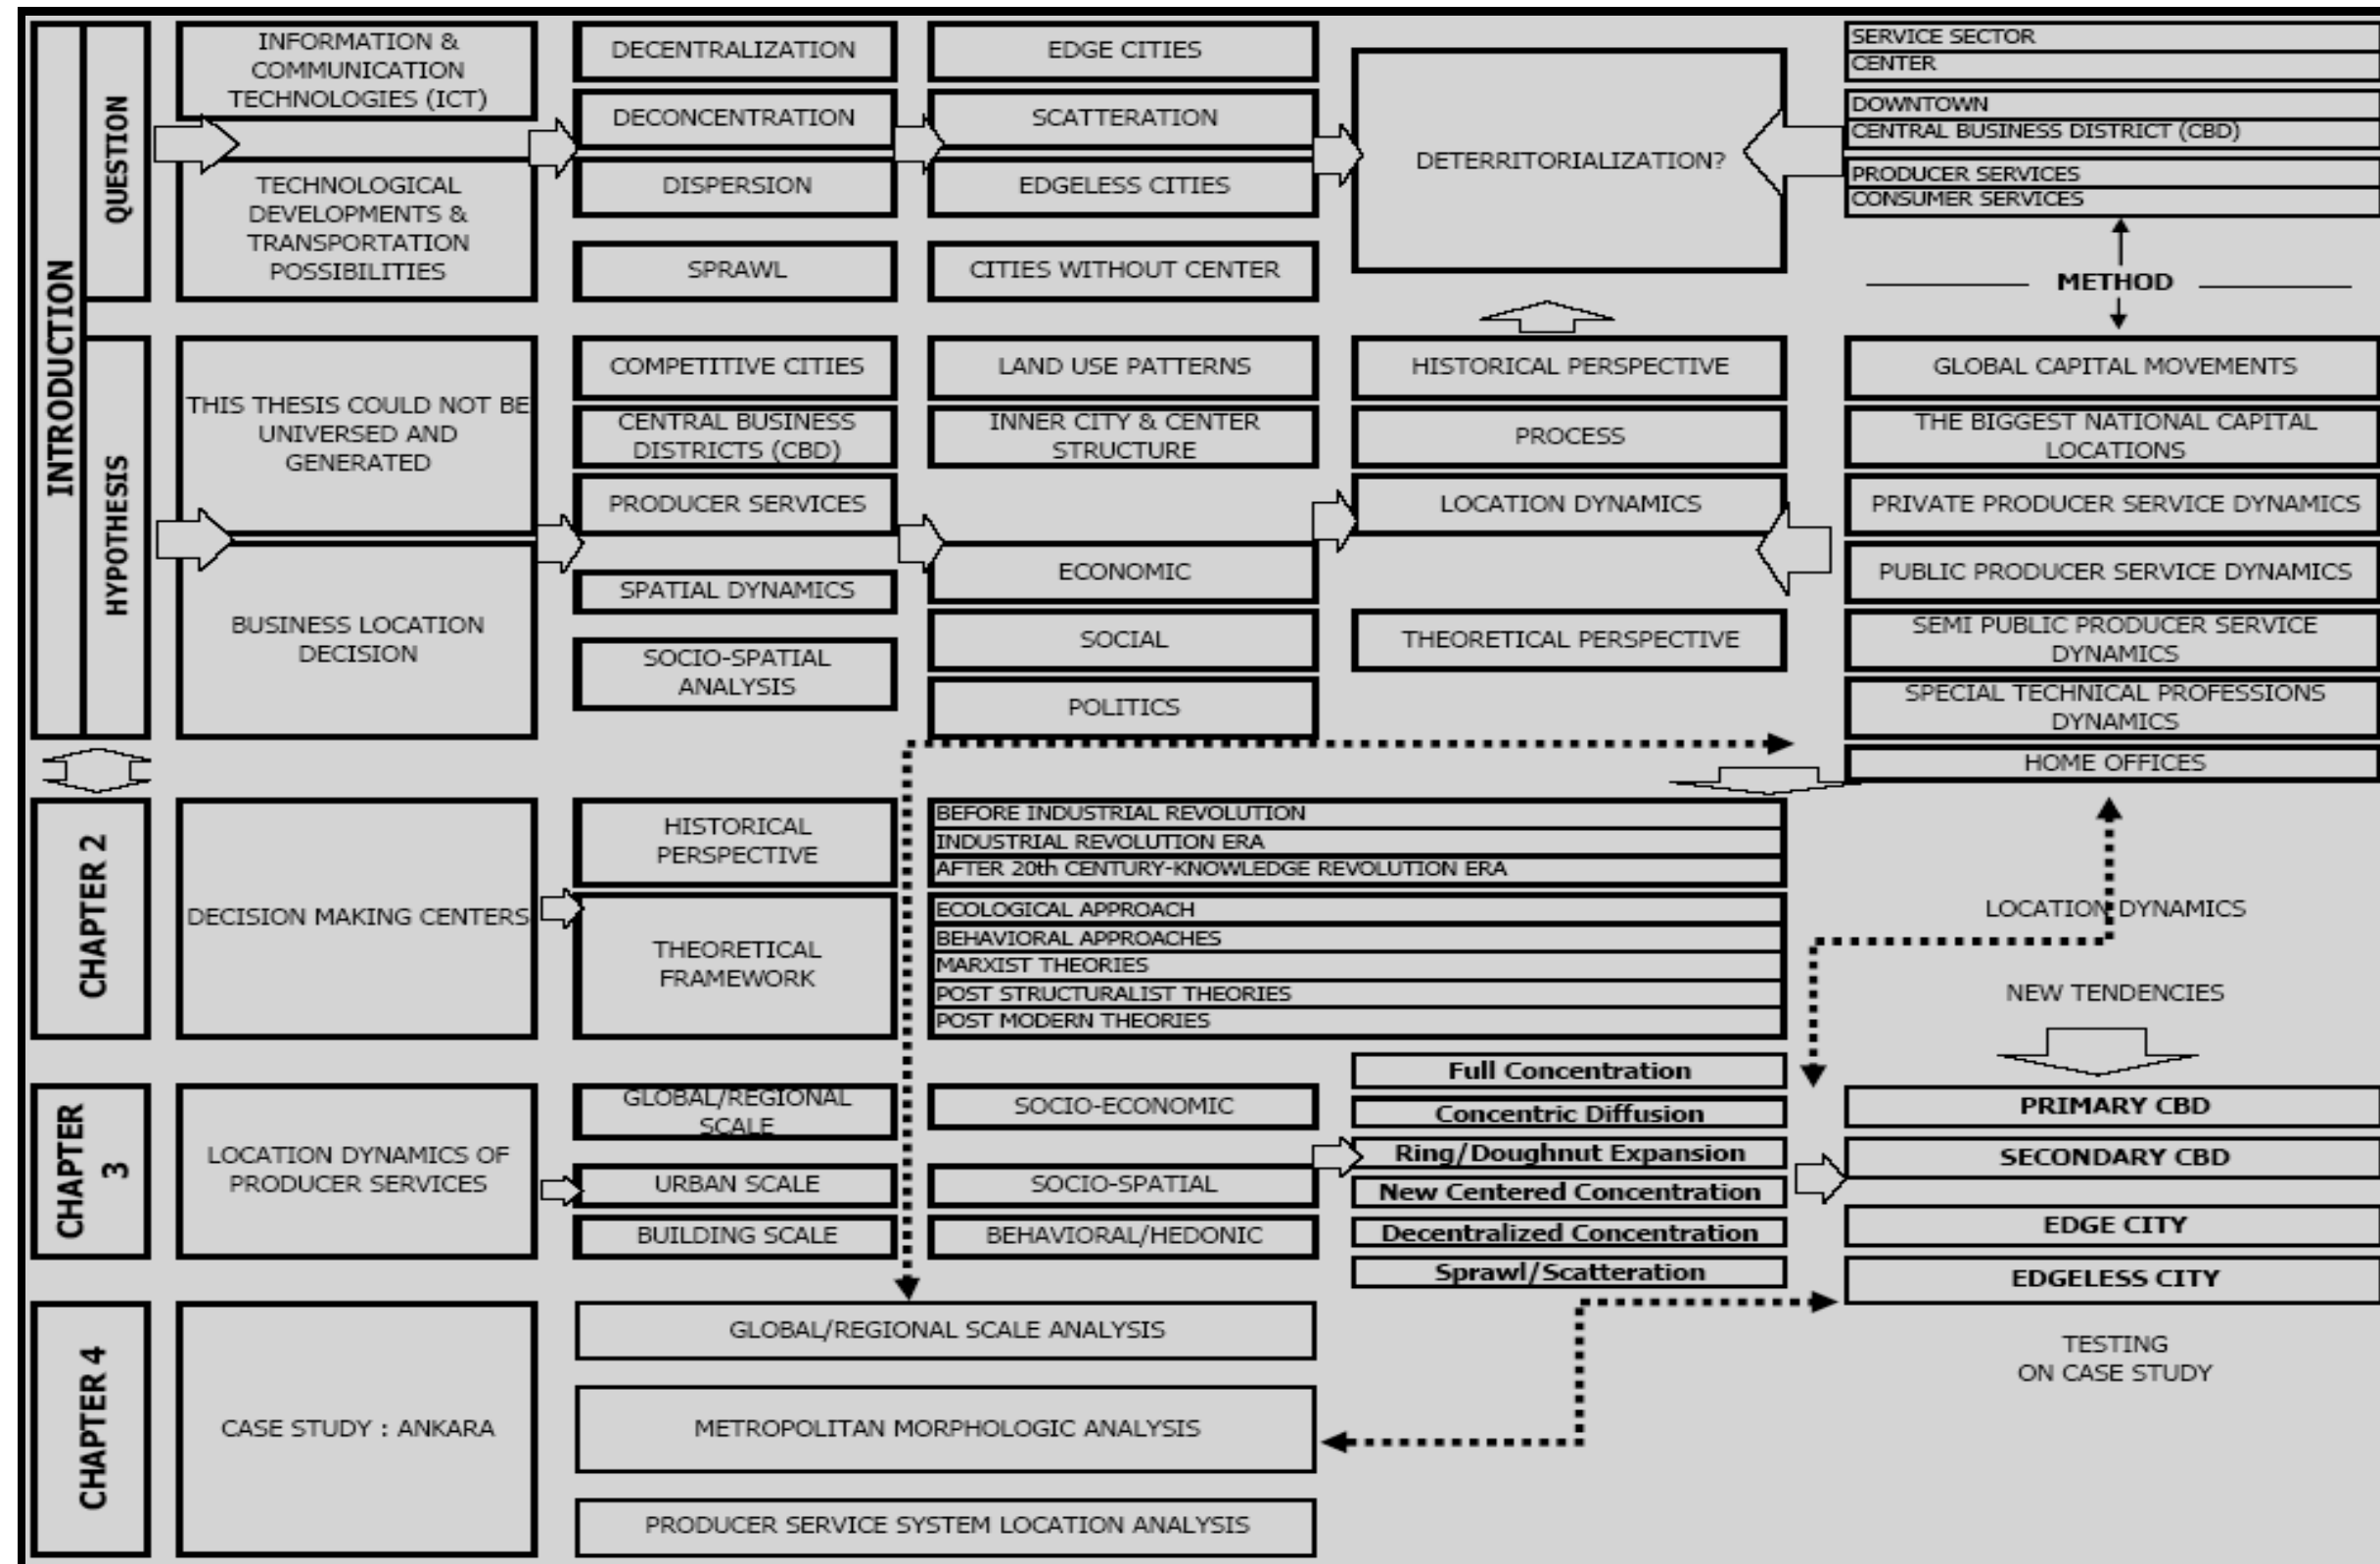 INTRODUCTION
QUESTION
INFORMATION &
COMMUNICATION
TECHNOLOGIES (ICT)
TECHNOLOGICAL
DEVELOPMENTS &
TRANSPORTATION
POSSIBILITIES
DECENTRALIZATION
DECONCENTRATION
DISPERSION
SPRAWL
EDGE CITIES
SCATTERATION
EDGELESS CITIES
CITIES WITHOUT CENTER
DETERRITORIALIZATION?
SERVICE SECTOR
CENTER
DOWNTOWN
CENTRAL BUSINESS DISTRICT (CBD)
PRODUCER SERVICES
CONSUMER SERVICES
METHOD
HYPOTHESIS
THIS THESIS COULD NOT BE
UNIVERSED AND
GENERATED
BUSINESS LOCATION
DECISION
COMPETITIVE CITIES
CENTRAL BUSINESS
DISTRICTS (CBD)
PRODUCER SERVICES
SPATIAL DYNAMICS
SOCIO-SPATIAL
ANALYSIS
LAND USE PATTERNS
INNER CITY & CENTER
STRUCTURE
ECONOMIC
SOCIAL
POLITICS
HISTORICAL PERSPECTIVE
PROCESS
LOCATION DYNAMICS
THEORETICAL PERSPECTIVE
GLOBAL CAPITAL MOVEMENTS
THE BIGGEST NATIONAL CAPITAL
LOCATIONS
PRIVATE PRODUCER SERVICE DYNAMICS
PUBLIC PRODUCER SERVICE DYNAMICS
SEMI PUBLIC PRODUCER SERVICE
DYNAMICS
SPECIAL TECHNICAL PROFESSIONS
DYNAMICS
HOME OFFICES
CHAPTER 2
DECISION MAKING CENTERS
HISTORICAL
PERSPECTIVE
THEORETICAL
FRAMEWORK
BEFORE INDUSTRIAL REVOLUTION
INDUSTRIAL REVOLUTION ERA
AFTER 20th CENTURY-KNOWLEDGE REVOLUTION ERA
ECOLOGICAL APPROACH
BEHAVIORAL APPROACHES
MARXIST THEORIES
POST STRUCTURALIST THEORIES
POST MODERN THEORIES
LOCATION DYNAMICS
NEW TENDENCIES
CHAPTER
3
LOCATION DYNAMICS OF
PRODUCER SERVICES
GLOBAL/REGIONAL
SCALE
URBAN SCALE
BUILDING SCALE
SOCIO-ECONOMIC
SOCIO-SPATIAL
BEHAVIORAL/HEDONIC
Full Concentration
Concentric Diffusion
Ring/Doughnut Expansion
New Centered Concentration
Decentralized Concentration
Sprawl/Scatteration
PRIMARY CBD
SECONDARY CBD
EDGE CITY
EDGELESS CITY
CHAPTER 4
CASE STUDY : ANKARA
GLOBAL/REGIONAL SCALE ANALYSIS
METROPOLITAN MORPHOLOGIC ANALYSIS
PRODUCER SERVICE SYSTEM LOCATION ANALYSIS
TESTING
ON CASE STUDY